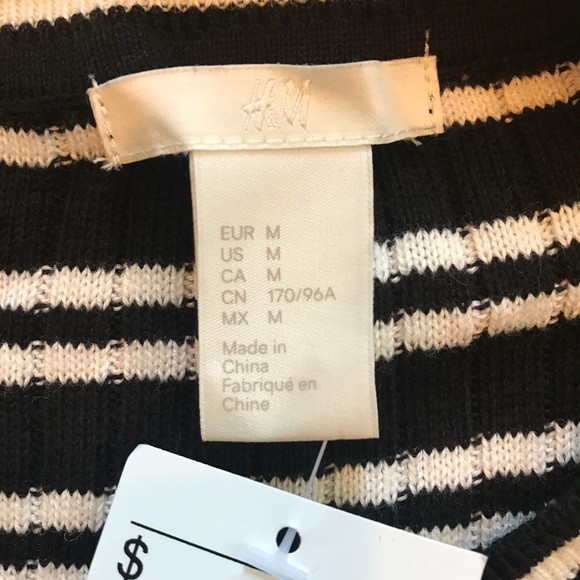 H&M
EUR M
US M
CA M
CN 170/96A
MX M
Made in
China
Fabriqué en
Chine
$